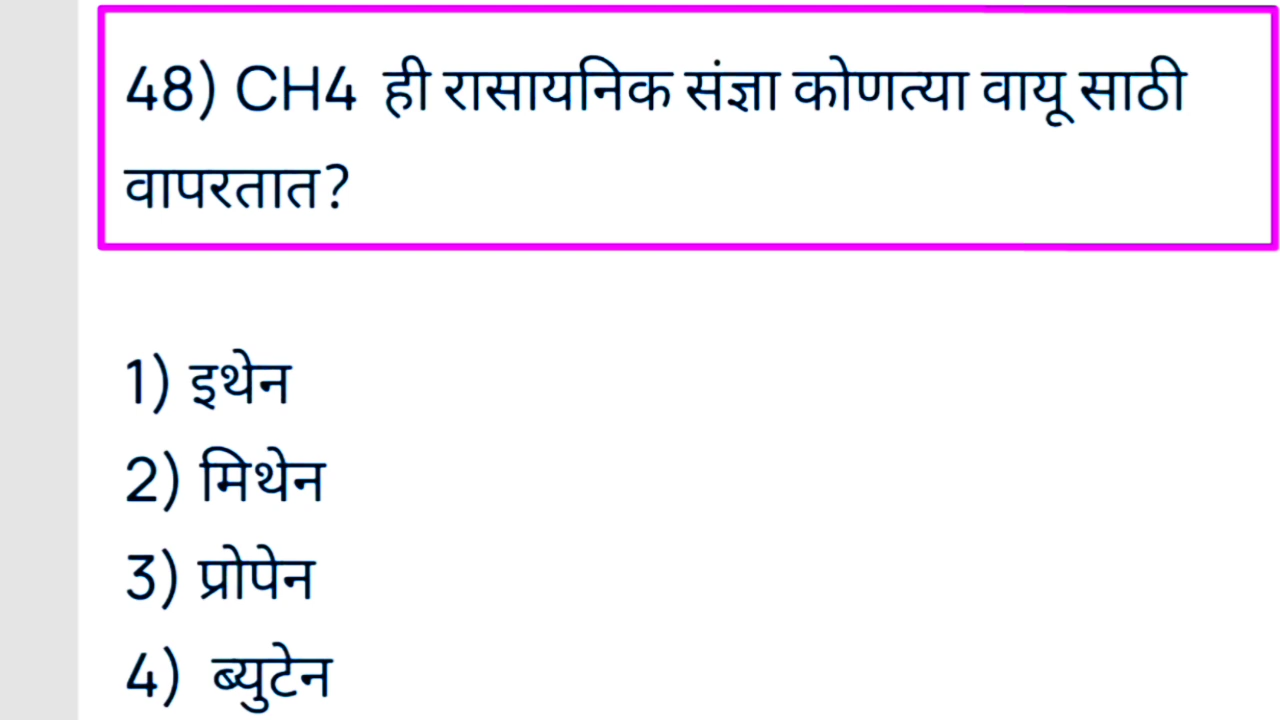 48) CH4 ही रासायनिक संज्ञा कोणत्या वायू साठी
वापरतात?
1) इथेन
2) मिथेन
3) प्रोपेन
4) ब्युटेन